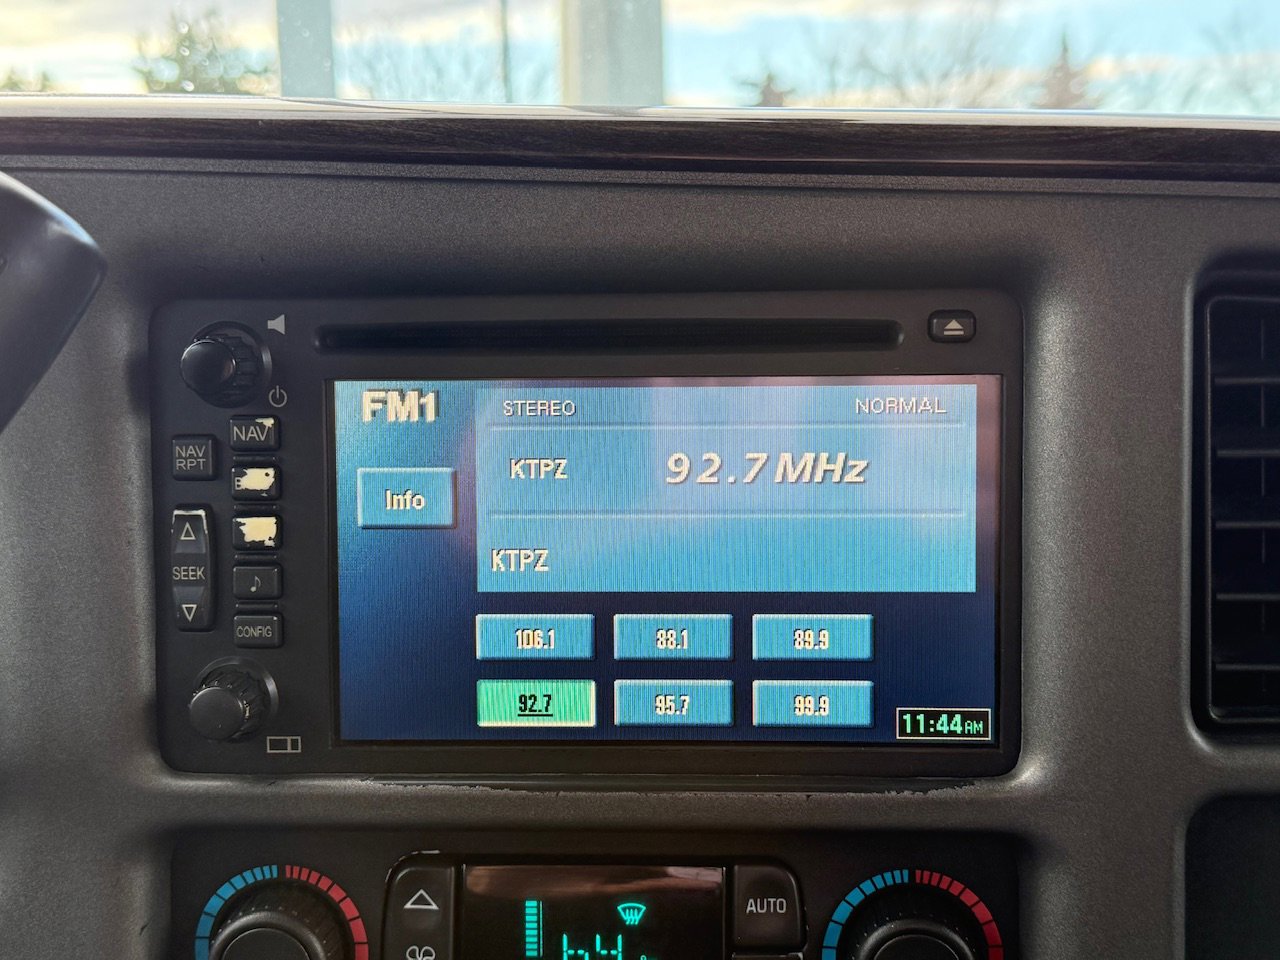 FM1
STEREO NORMAL
KTPZ 92.7 MHz
Info
KTPZ
106.1 88.1 89.9
92.7 95.7 99.9
11:44 AM
NAV
NAV
RPT
B
SEEK
CONFIG
AUTO
64